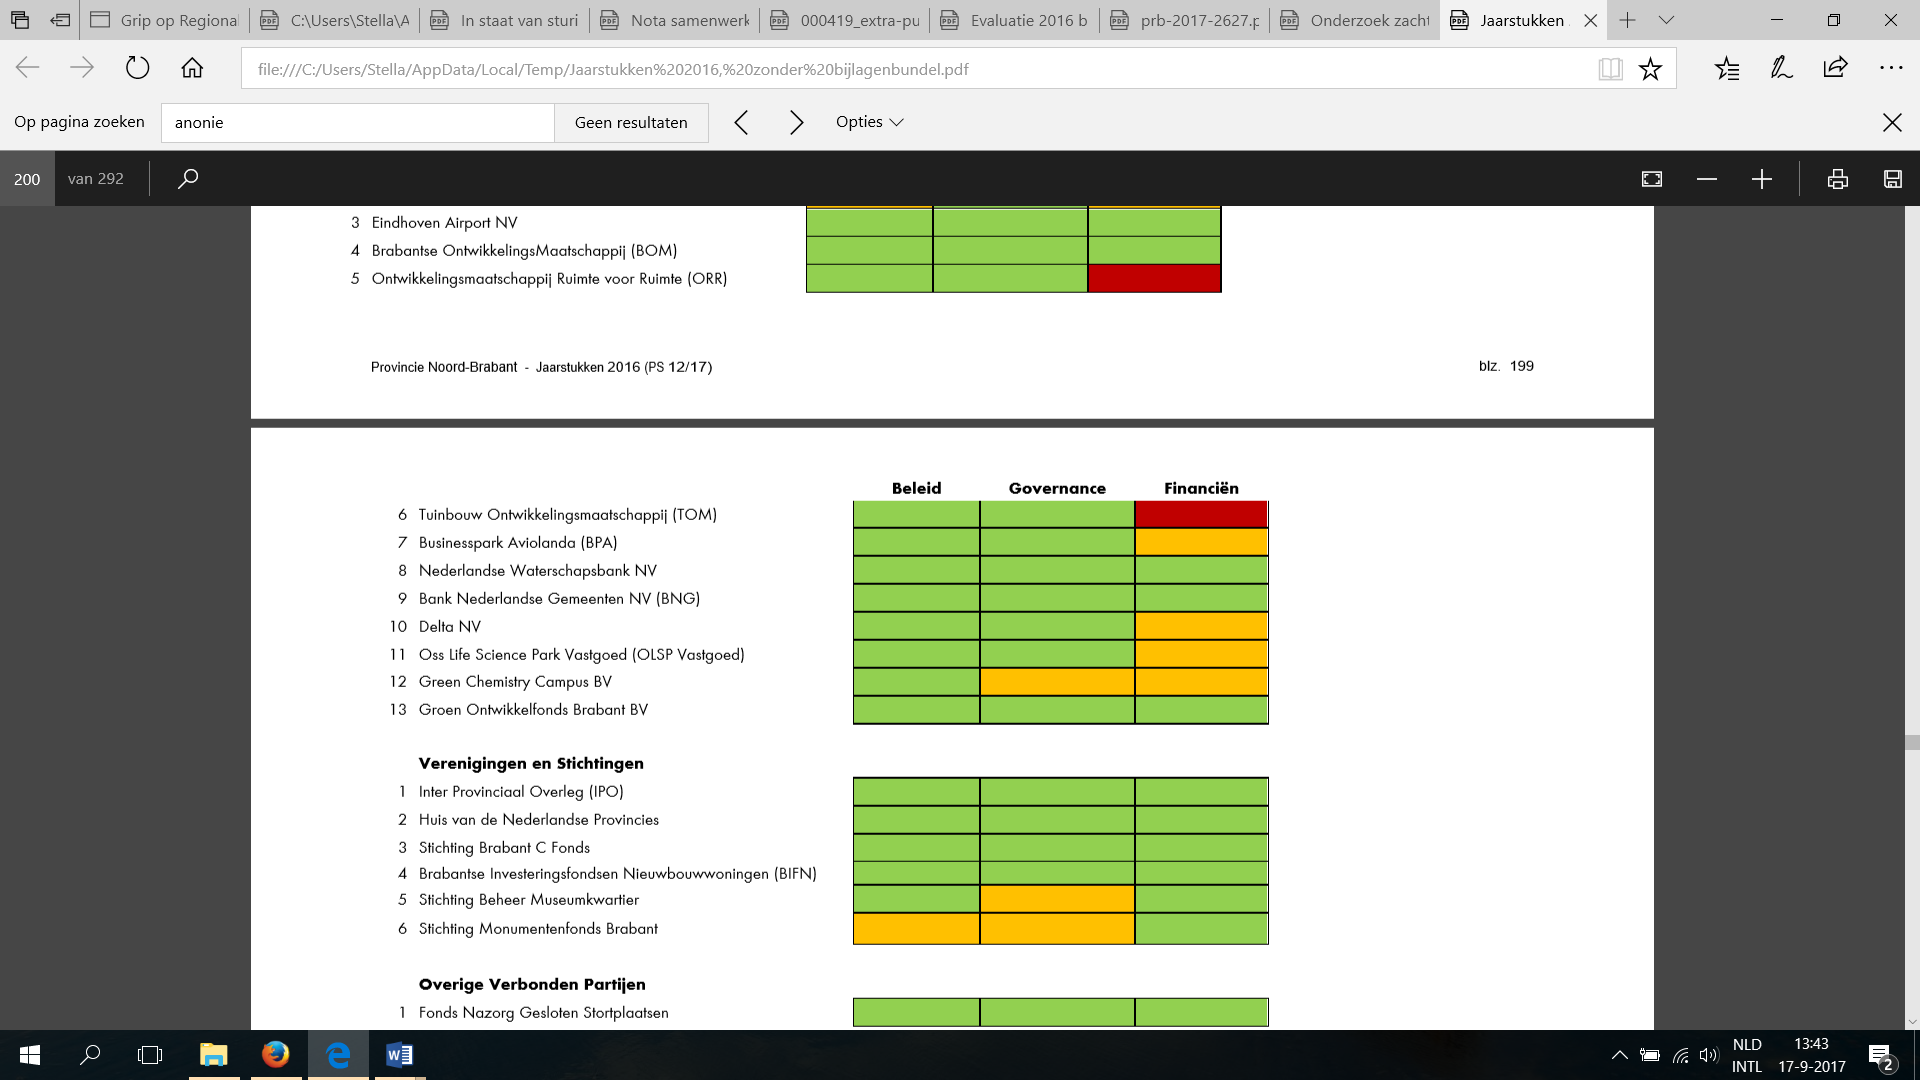 Grip op Regional
C:\Users\Stella\A
In staat van sturi
Nota samenwerk
000419_extra-pu
Evaluatie 2016 b
prb-2017-2627.p
Onderzoek zacht
Jaarstukken
file:///C:/Users/Stella/AppData/Local/Temp/Jaarstukken%202016,%20zonder%20bijlagenbundel.pdf
Op pagina zoeken anonie Geen resultaten Opties
200 van 292
3 Eindhoven Airport NV
4 Brabantse OntwikkelingsMaatschappij (BOM)
5 Ontwikkelingsmaatschappij Ruimte voor Ruimte (ORR)
Provincie Noord-Brabant - Jaarstukken 2016 (PS 12/17) blz. 199
Beleid Governance Financiën
6 Tuinbouw Ontwikkelingsmaatschappij (TOM)
7 Businesspark Aviolanda (BPA)
8 Nederlandse Waterschapsbank NV
9 Bank Nederlandse Gemeenten NV (BNG)
10 Delta NV
11 Oss Life Science Park Vastgoed (OLSP Vastgoed)
12 Green Chemistry Campus BV
13 Groen Ontwikkelfonds Brabant BV
Verenigingen en Stichtingen
1 Inter Provinciaal Overleg (IPO)
2 Huis van de Nederlandse Provincies
3 Stichting Brabant C Fonds
4 Brabantse Investeringsfondsen Nieuwbouwwoningen (BIFN)
5 Stichting Beheer Museumkwartier
6 Stichting Monumentenfonds Brabant
Overige Verbonden Partijen
1 Fonds Nazorg Gesloten Stortplaatsen
NLD 13:43
INTL 17-9-2017 2